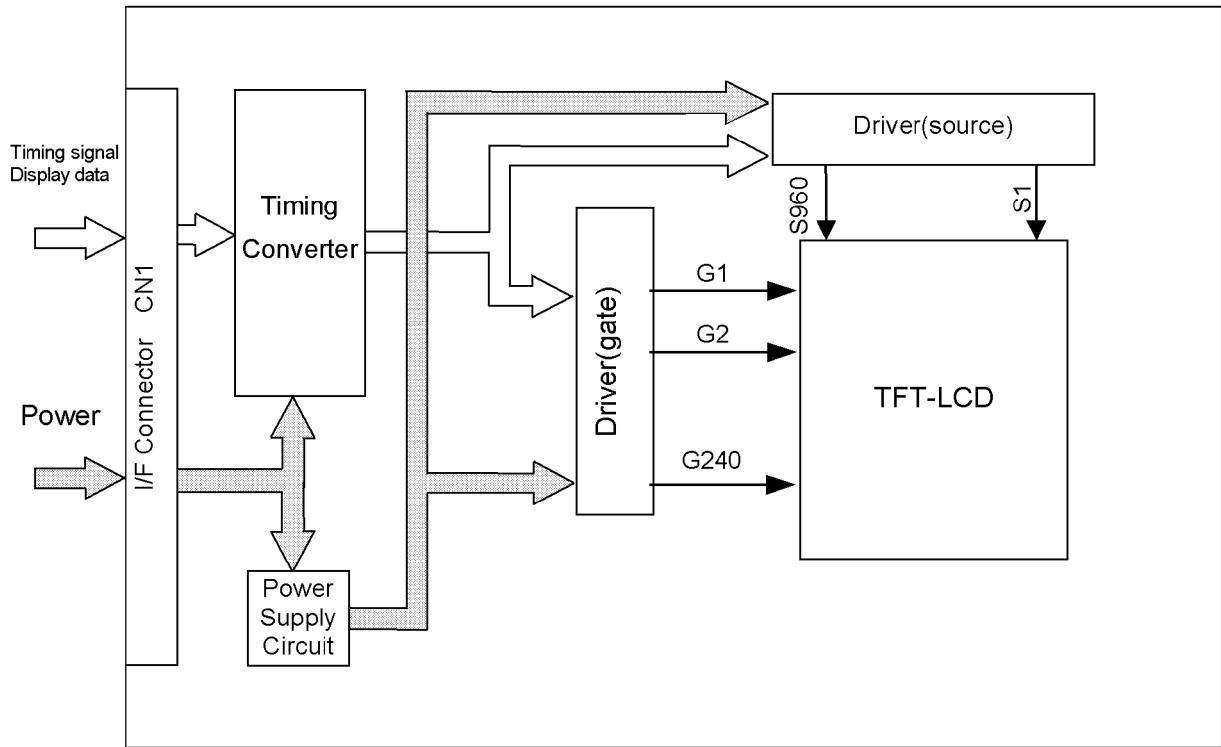 Timing signal
Display data
Power
I/F Connector CN1
Timing
Converter
Power
Supply
Circuit
Driver(source)
S960
S1
Driver(gate)
G1
G2
G240
TFT-LCD